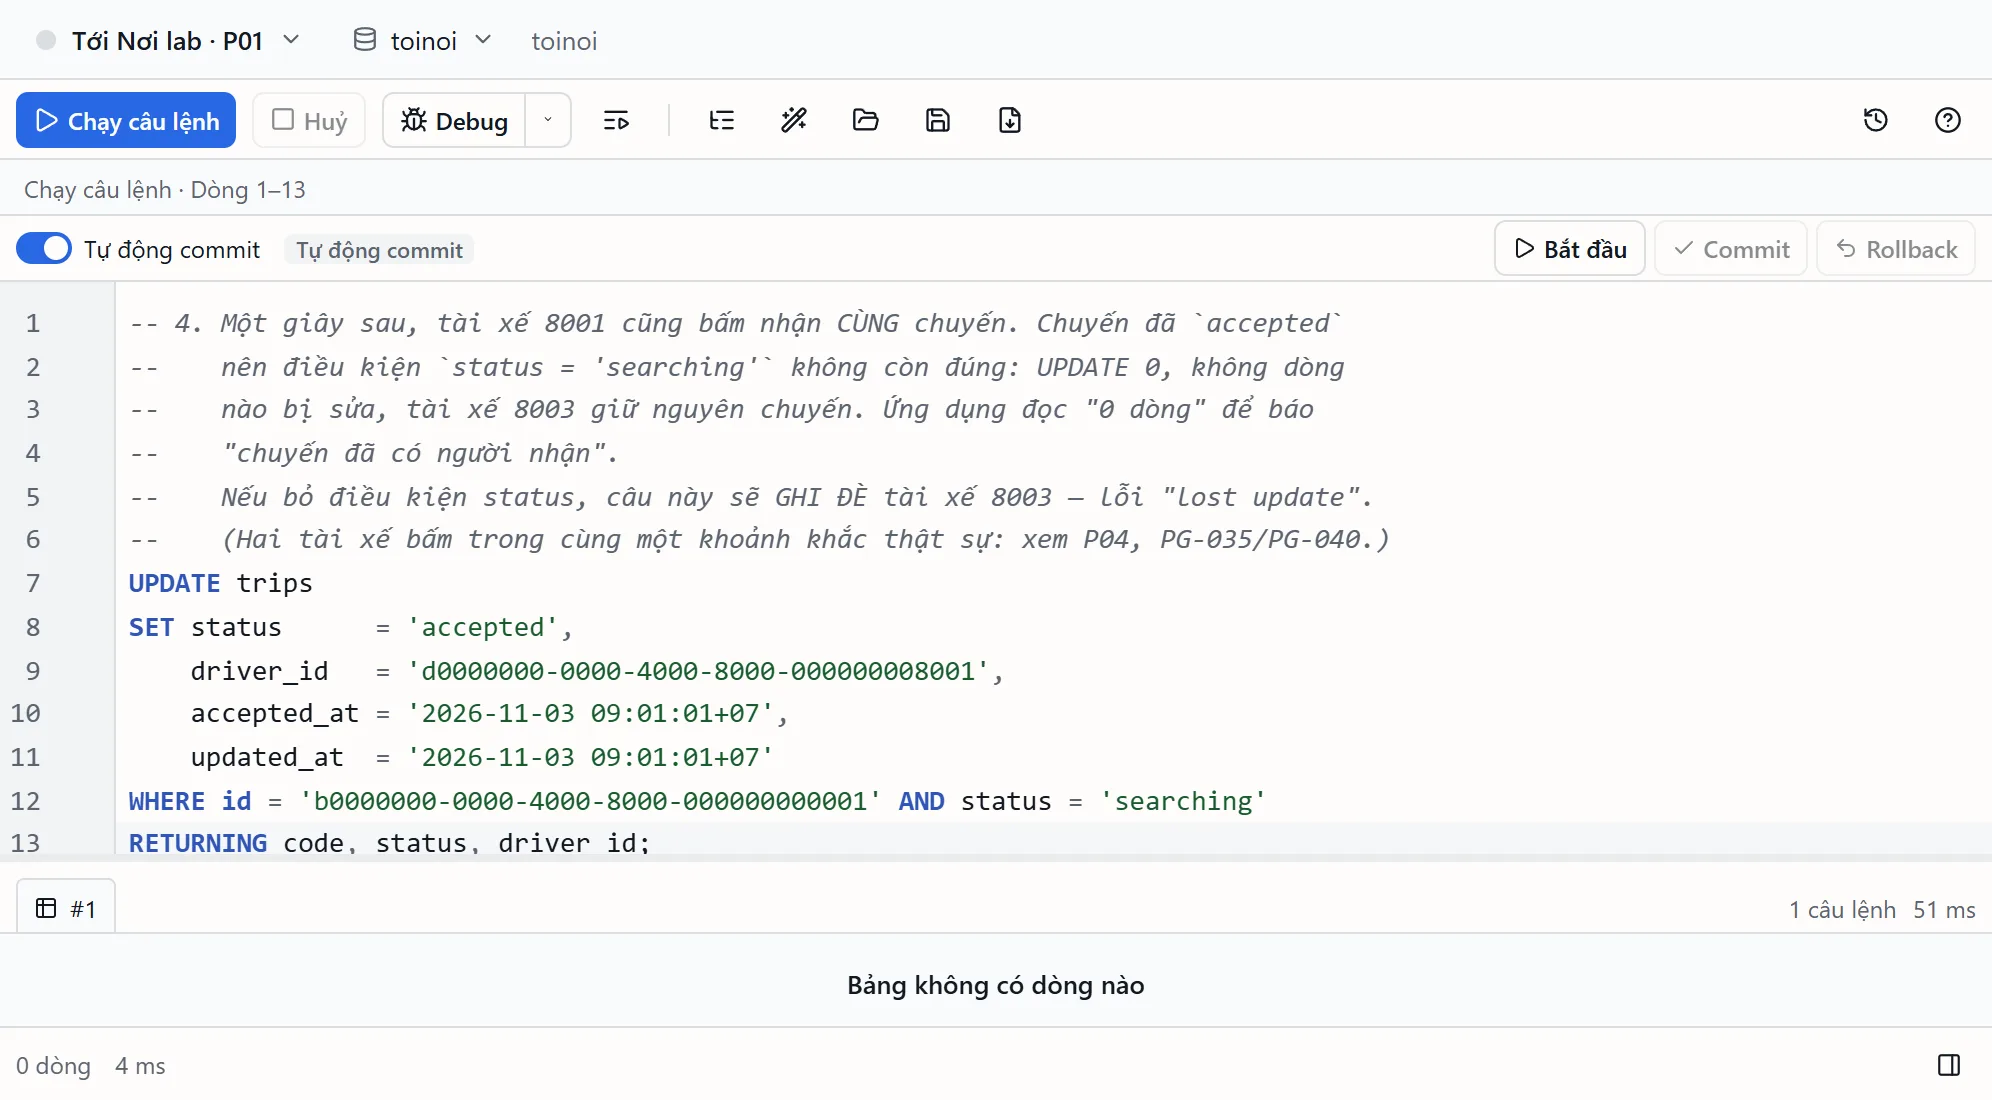 Tới Nơi lab · P01 toinoi toinoi
Chạy câu lệnh Huỷ Debug
Chạy câu lệnh · Dòng 1–13
Tự động commit Tự động commit Bắt đầu Commit Rollback
1 -- 4. Một giây sau, tài xế 8001 cũng bấm nhận CÙNG chuyến. Chuyến đã `accepted`
2 -- nên điều kiện `status = 'searching'` không còn đúng: UPDATE 0, không dòng
3 -- nào bị sửa, tài xế 8003 giữ nguyên chuyến. Ứng dụng đọc "0 dòng" để báo
4 -- "chuyến đã có người nhận".
5 -- Nếu bỏ điều kiện status, câu này sẽ GHI ĐÈ tài xế 8003 — lỗi "lost update".
6 -- (Hai tài xế bấm trong cùng một khoảnh khắc thật sự: xem P04, PG-035/PG-040.)
7 UPDATE trips
8 SET status = 'accepted',
9 driver_id = 'd0000000-0000-4000-8000-000000008001',
10 accepted_at = '2026-11-03 09:01:01+07',
11 updated_at = '2026-11-03 09:01:01+07'
12 WHERE id = 'b0000000-0000-4000-8000-000000000001' AND status = 'searching'
13 RETURNING code, status, driver_id;
#1 1 câu lệnh 51 ms
Bảng không có dòng nào
0 dòng 4 ms